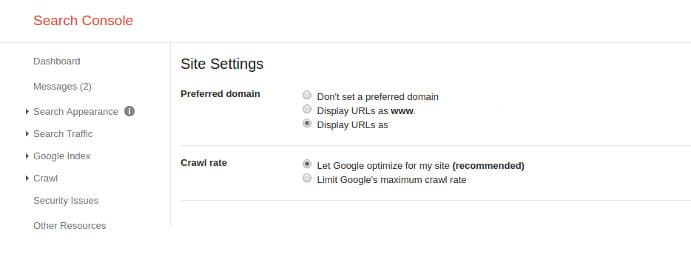 Search Console
Dashboard
Messages (2)
Search Appearance i
Search Traffic
Google Index
Crawl
Security Issues
Other Resources
Site Settings
Preferred domain
Don't set a preferred domain
Display URLs as www.
Display URLs as
Crawl rate
Let Google optimize for my site (recommended)
Limit Google's maximum crawl rate